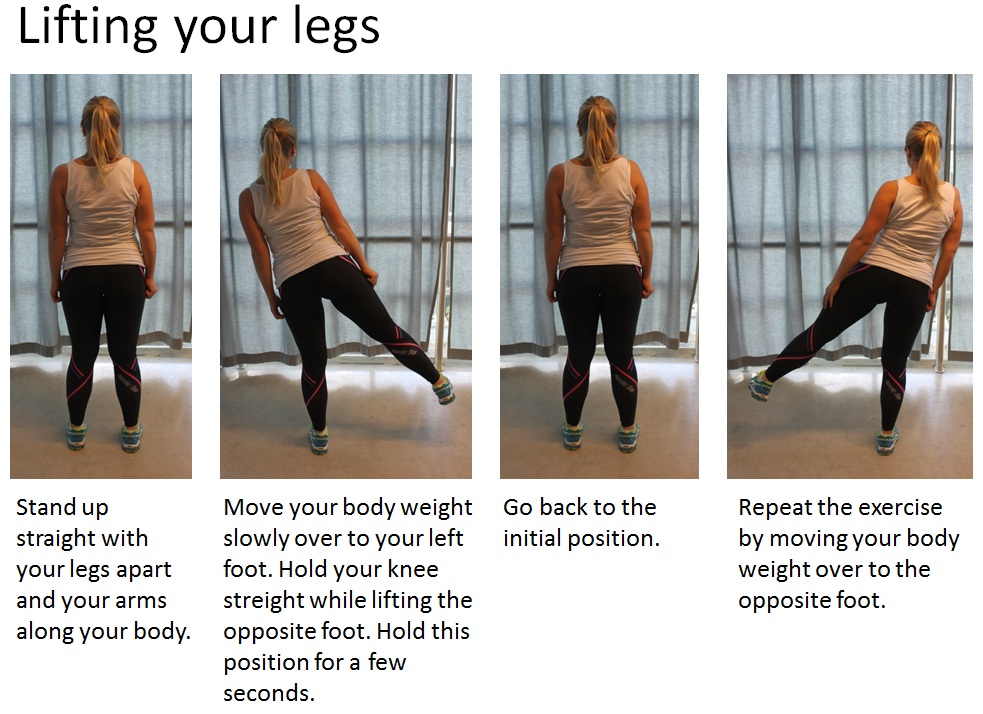 Lifting your legs
Stand up
straight with
your legs apart
and your arms
along your body.
Move your body weight
slowly over to your left
foot. Hold your knee
streight while lifting the
opposite foot. Hold this
position for a few
seconds.
Go back to the
initial position.
Repeat the exercise
by moving your body
weight over to the
opposite foot.